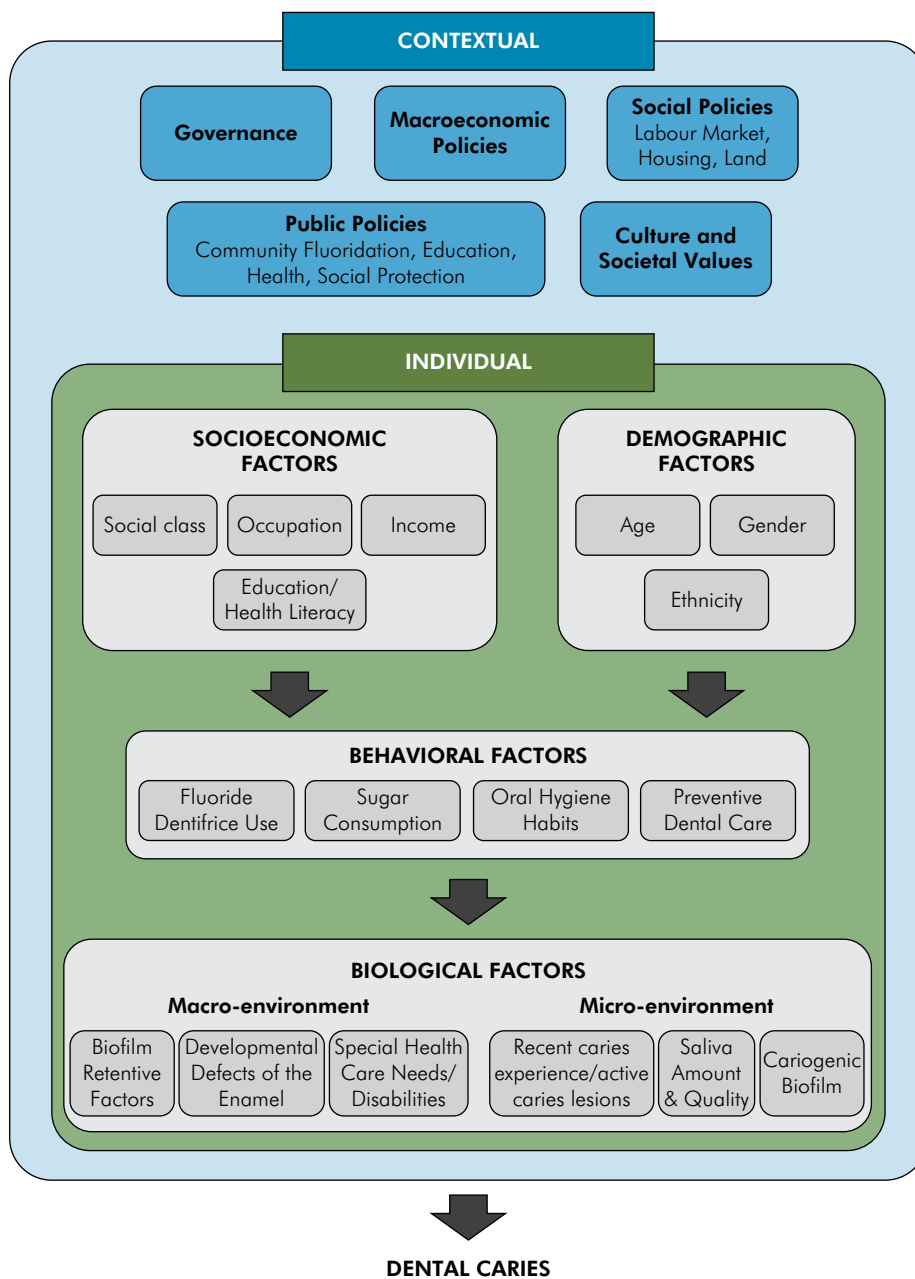 CONTEXTUAL
Governance
Macroeconomic
Policies
Social Policies
Labour Market,
Housing, Land
Public Policies
Community Fluoridation, Education,
Health, Social Protection
Culture and
Societal Values
INDIVIDUAL
SOCIOECONOMIC
FACTORS
Social class
Occupation
Income
Education/
Health Literacy
DEMOGRAPHIC
FACTORS
Age
Gender
Ethnicity
BEHAVIORAL FACTORS
Fluoride
Dentifrice Use
Sugar
Consumption
Oral Hygiene
Habits
Preventive
Dental Care
BIOLOGICAL FACTORS
Macro-environment
Biofilm
Retentive
Factors
Developmental
Defects of the
Enamel
Special Health
Care Needs/
Disabilities
Micro-environment
Recent caries
experience/active
caries lesions
Saliva
Amount
& Quality
Cariogenic
Biofilm
DENTAL CARIES